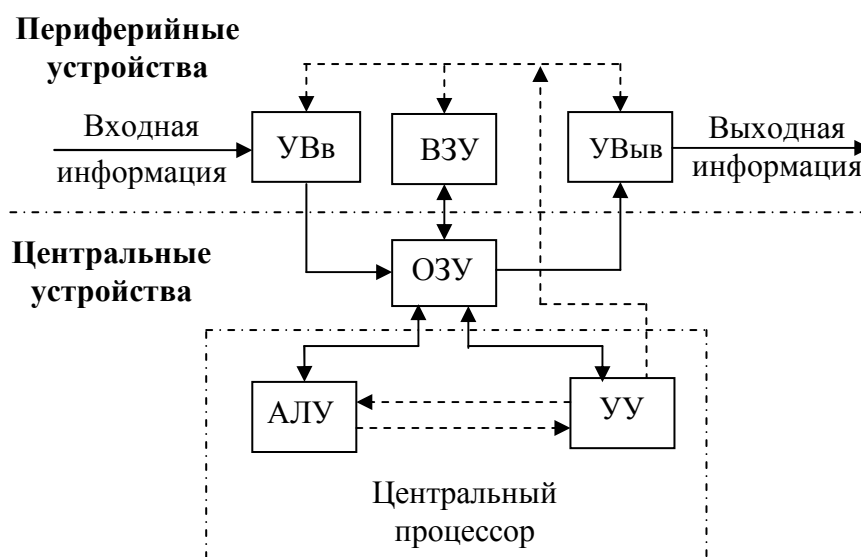 Периферийные
устройства
Входная
информация
УВв
ВЗУ
УВыв
Выходная
информация
Центральные
устройства
ОЗУ
АЛУ
УУ
Центральный
процессор